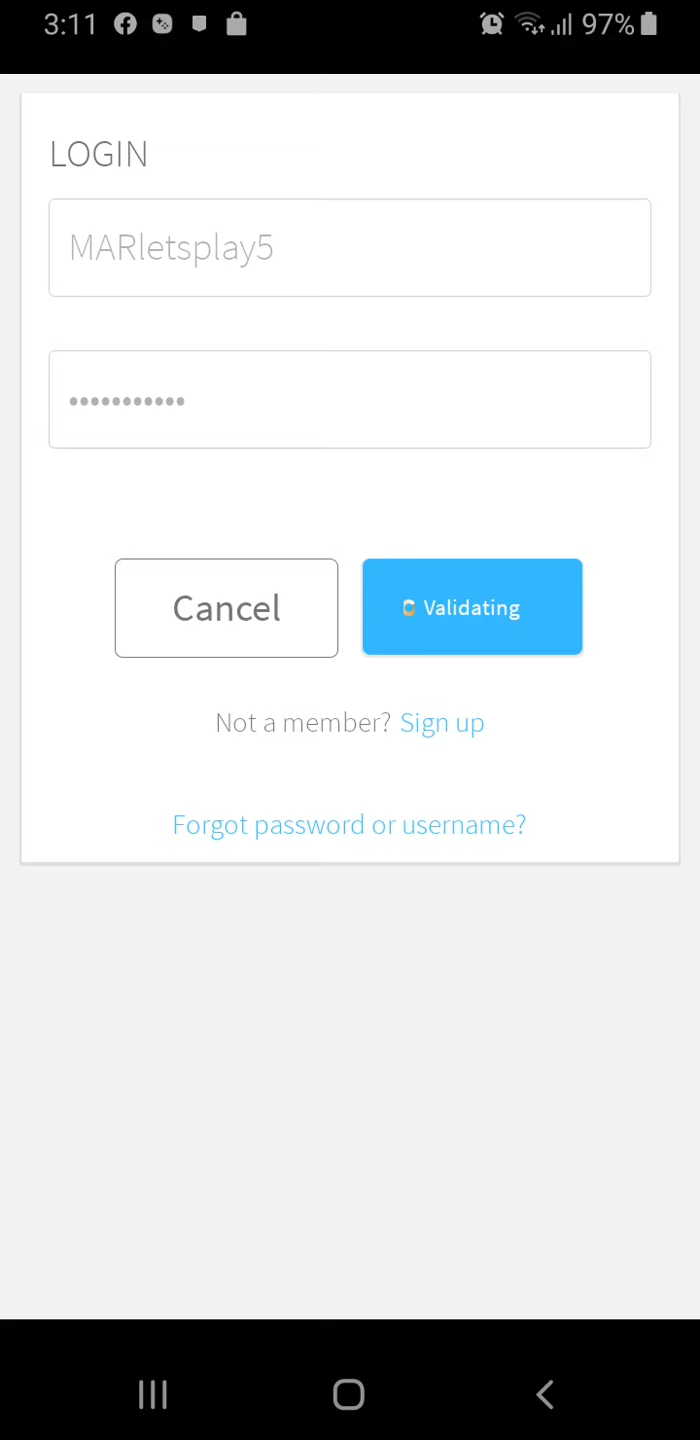 3:11 97%
LOGIN
MARletsplay5
•••••••••••
Cancel Validating
Not a member? Sign up
Forgot password or username?